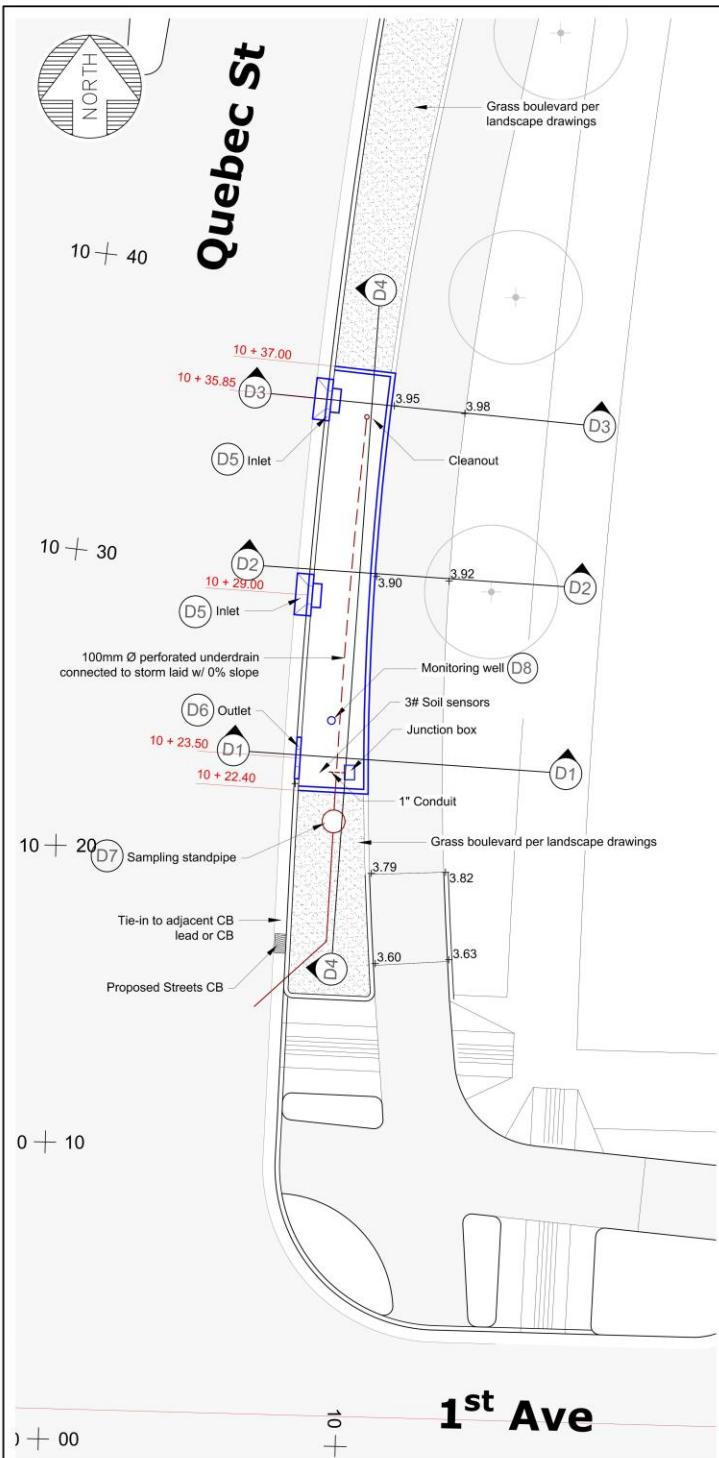 NORTH
Quebec St
Grass boulevard per
landscape drawings
10 + 40
D4
10 + 37.00
10 + 35.85
D3
3.95
3.98
D3
D5 Inlet
Cleanout
10 + 30
D2
10 + 29.00
3.90
3.92
D2
D5 Inlet
100mm Ø perforated underdrain
connected to storm laid w/ 0% slope
Monitoring well D8
D6 Outlet
3# Soil sensors
Junction box
D1
10 + 23.50
D1
10 + 22.40
1" Conduit
10 + 20
D7 Sampling standpipe
Grass boulevard per landscape drawings
3.79
3.82
Tie-in to adjacent CB
lead or CB
3.60
3.63
D4
Proposed Streets CB
0 + 10
1st Ave
10
0 + 00